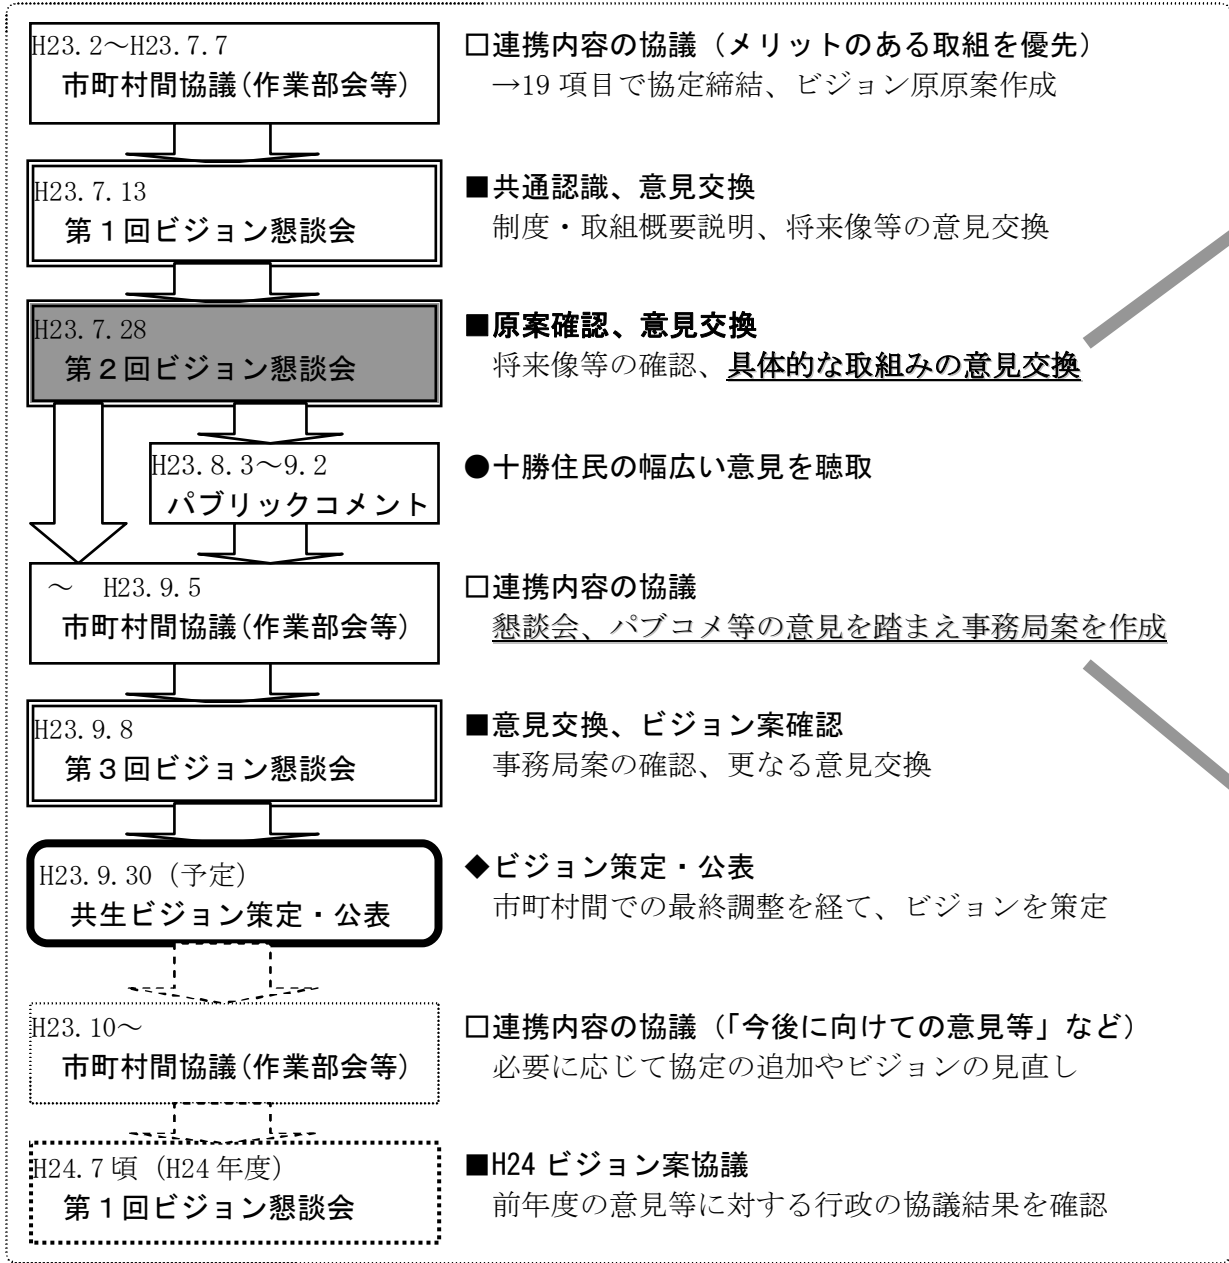 H23.2～H23.7.7
市町村間協議(作業部会等)
□連携内容の協議（メリットのある取組を優先）
→19 項目で協定締結、ビジョン原原案作成
H23.7.13
第１回ビジョン懇談会
■共通認識、意見交換
制度・取組概要説明、将来像等の意見交換
H23.7.28
第２回ビジョン懇談会
■原案確認、意見交換
将来像等の確認、具体的な取組みの意見交換
H23.8.3～9.2
パブリックコメント
●十勝住民の幅広い意見を聴取
～ H23.9.5
市町村間協議(作業部会等)
□連携内容の協議
懇談会、パブコメ等の意見を踏まえ事務局案を作成
H23.9.8
第３回ビジョン懇談会
■意見交換、ビジョン案確認
事務局案の確認、更なる意見交換
H23.9.30（予定）
共生ビジョン策定・公表
◆ビジョン策定・公表
市町村間での最終調整を経て、ビジョンを策定
H23.10～
市町村間協議(作業部会等)
□連携内容の協議（「今後に向けての意見等」など）
必要に応じて協定の追加やビジョンの見直し
H24.7 頃（H24 年度）
第１回ビジョン懇談会
■H24 ビジョン案協議
前年度の意見等に対する行政の協議結果を確認